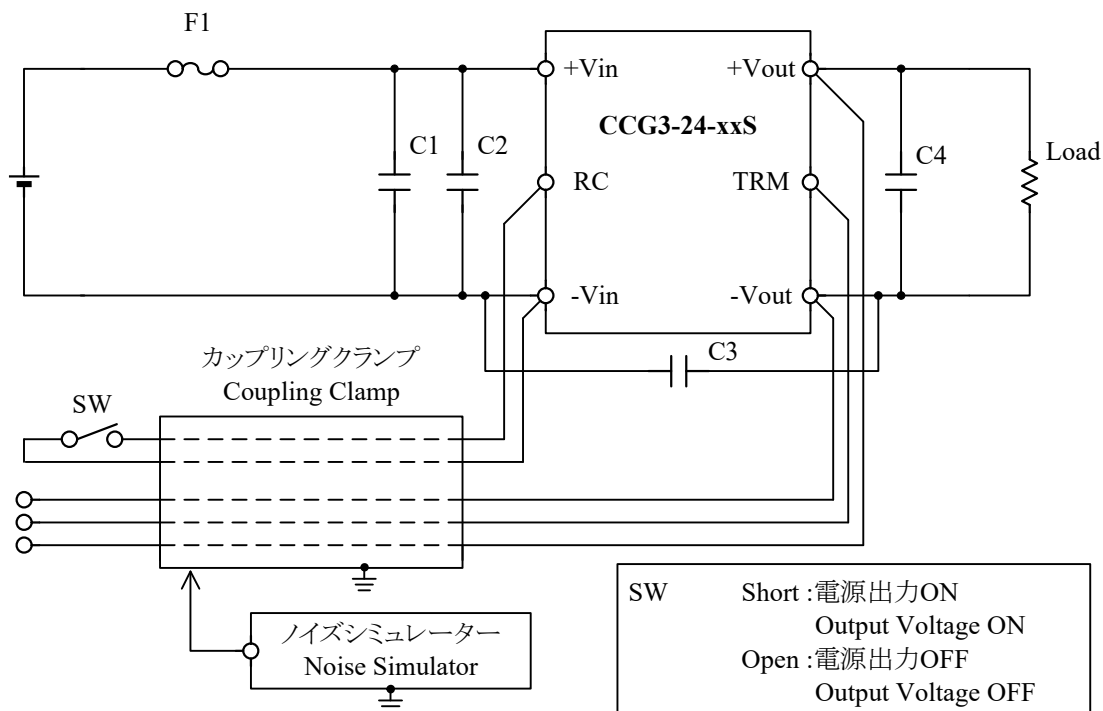 F1
+Vin
+Vout
CCG3-24-xxS
C1
C2
C4
Load
RC
TRM
-Vin
-Vout
C3
カップリングクランプ
Coupling Clamp
SW
ノイズシミュレーター
Noise Simulator
SW Short :電源出力ON
Output Voltage ON
Open :電源出力OFF
Output Voltage OFF